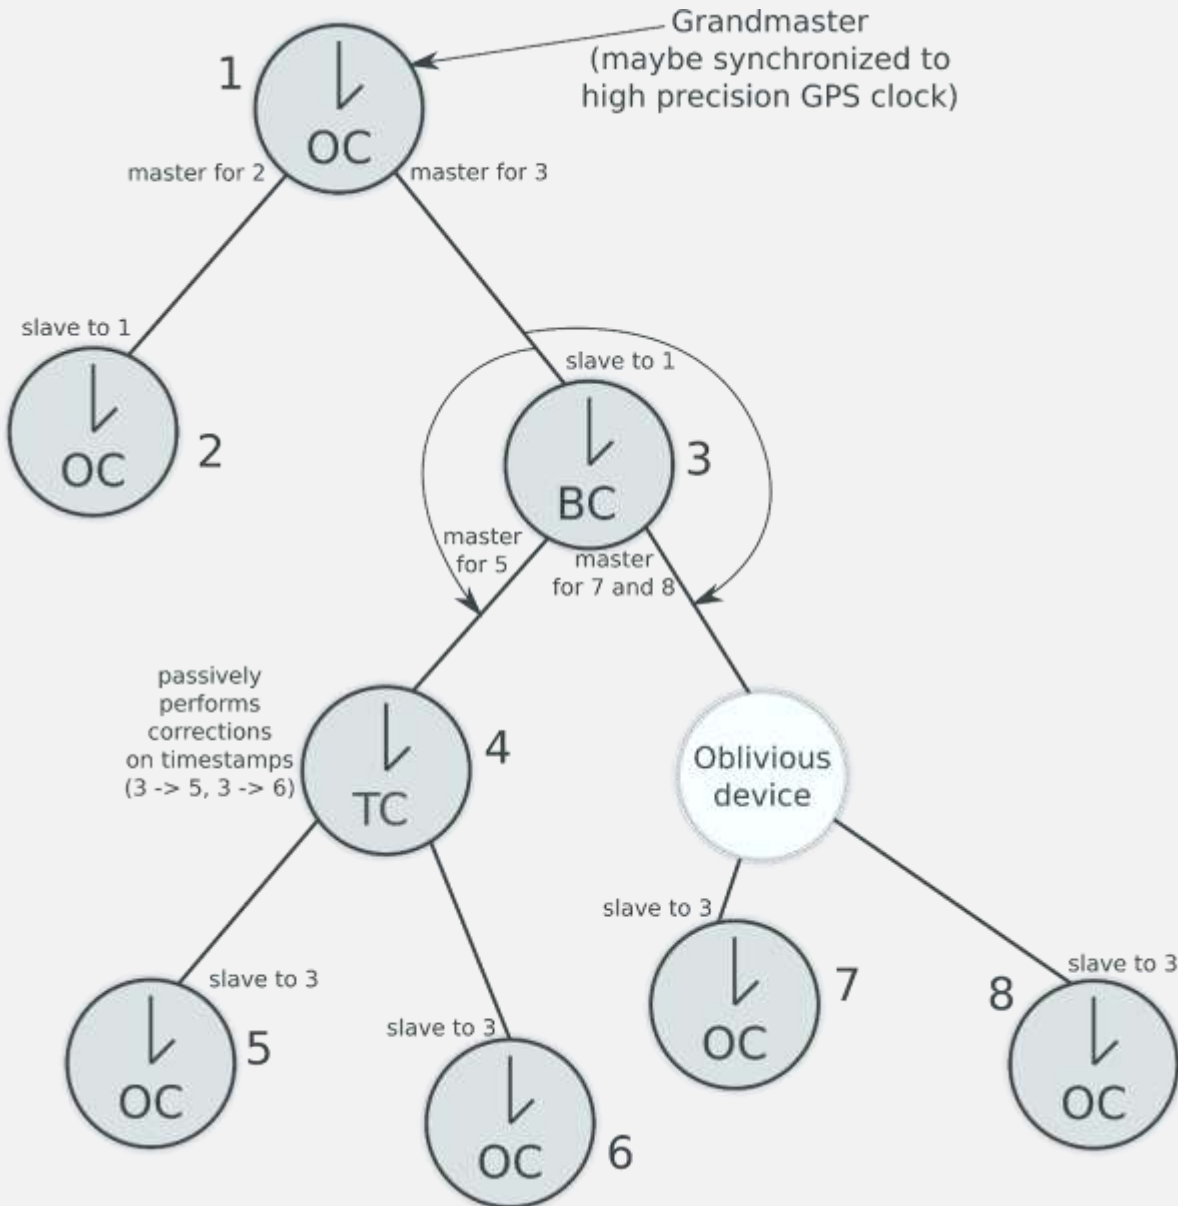 Grandmaster
(maybe synchronized to
high precision GPS clock)
1
OC
master for 2
master for 3
slave to 1
OC
2
slave to 1
BC
3
master
for 5
master
for 7 and 8
passively
performs
corrections
on timestamps
(3 -> 5, 3 -> 6)
TC
4
Oblivious
device
slave to 3
OC
5
slave to 3
OC
6
slave to 3
OC
7
slave to 3
8
OC